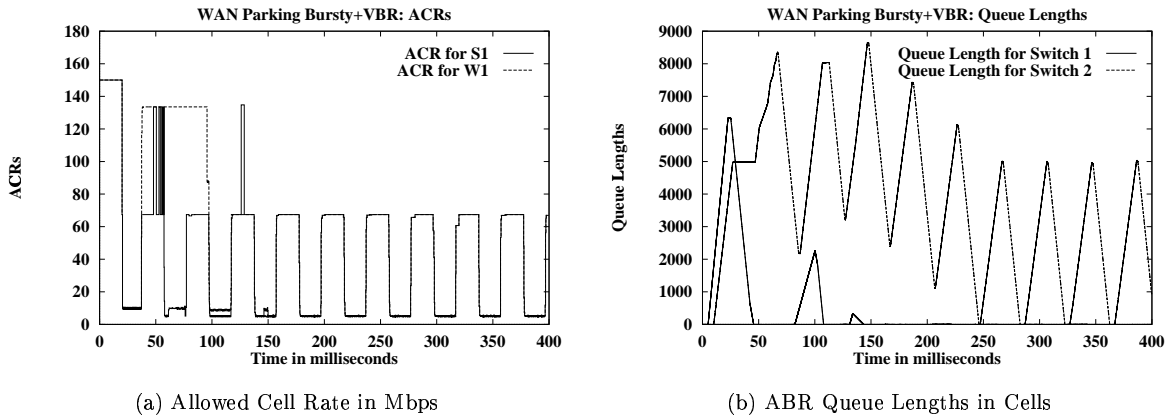 WAN Parking Bursty+VBR: ACRs
180
160
140
120
100
80
60
40
20
0
ACRs
ACR for S1
ACR for W1
0 50 100 150 200 250 300 350 400
Time in milliseconds
(a) Allowed Cell Rate in Mbps
WAN Parking Bursty+VBR: Queue Lengths
9000
8000
7000
6000
5000
4000
3000
2000
1000
0
Queue Lengths
Queue Length for Switch 1
Queue Length for Switch 2
0 50 100 150 200 250 300 350 400
Time in milliseconds
(b) ABR Queue Lengths in Cells